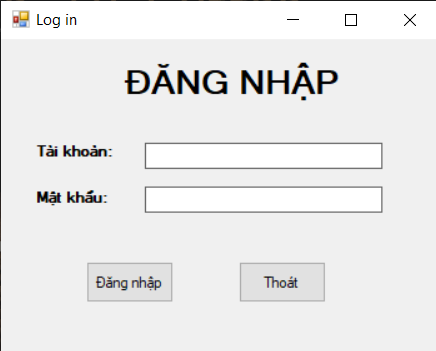 Log in
ĐĂNG NHẬP
Tài khoản:
Mật khẩu:
Đăng nhập Thoát